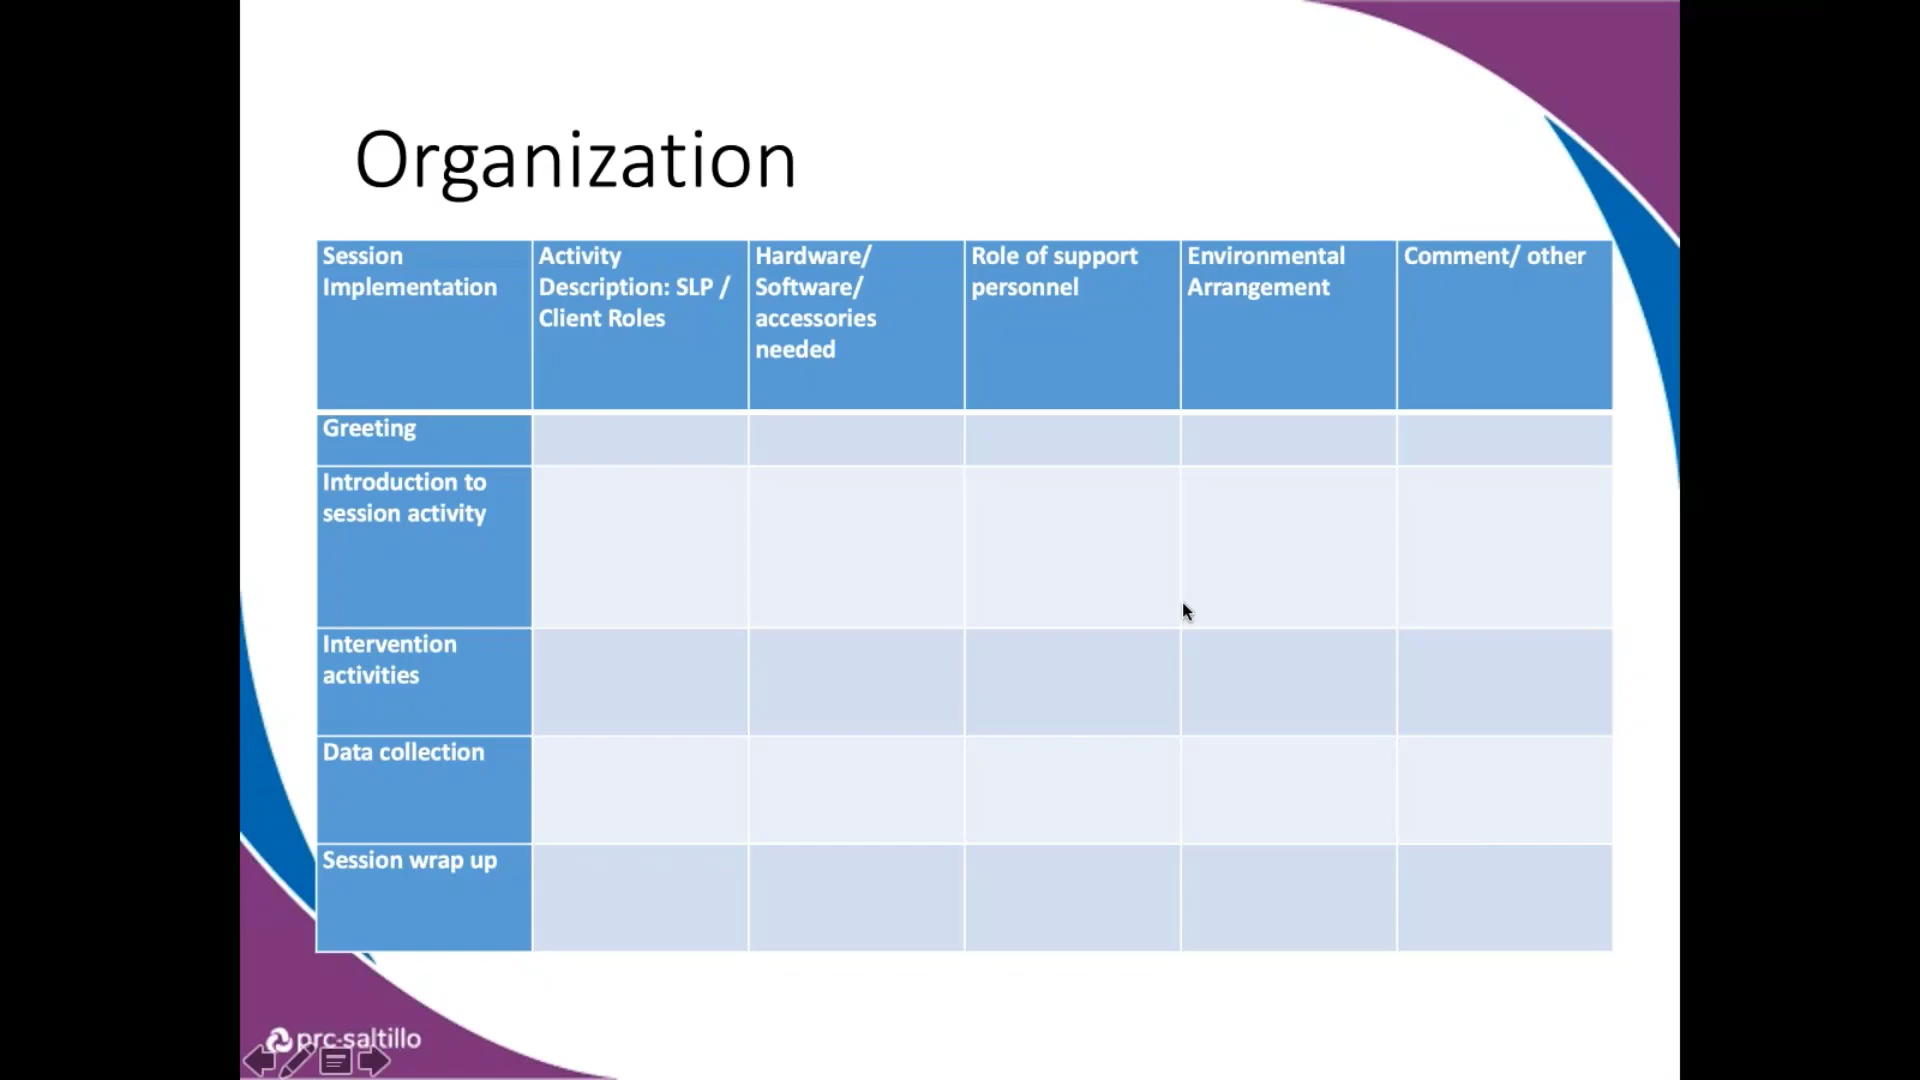 Organization
Session
Implementation
Activity
Description: SLP /
Client Roles
Hardware/
Software/
accessories
needed
Role of support
personnel
Environmental
Arrangement
Comment/ other
Greeting
Introduction to
session activity
Intervention
activities
Data collection
Session wrap up
prc-saltillo